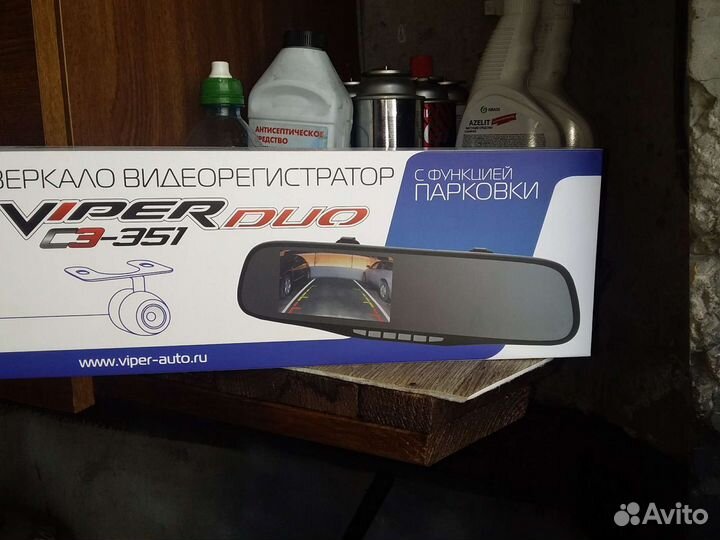 АНТИСЕПТИЧЕСКОЕ
СРЕДСТВО
GRASS
AZELIT
ЗЕРКАЛО ВИДЕОРЕГИСТРАТОР
С ФУНКЦИЕЙ
ПАРКОВКИ
VIPER DUO
C3-351
www.viper-auto.ru
Avito